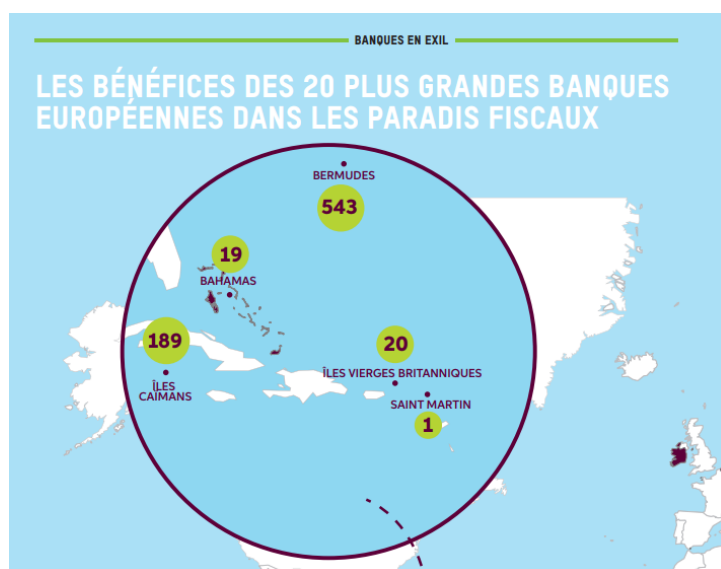 BANQUES EN EXIL
LES BÉNÉFICES DES 20 PLUS GRANDES BANQUES
EUROPÉENNES DANS LES PARADIS FISCAUX
BERMUDES
543
19
BAHAMAS
189
ÎLES
CAÏMANS
20
ÎLES VIERGES BRITANNIQUES
SAINT MARTIN
1